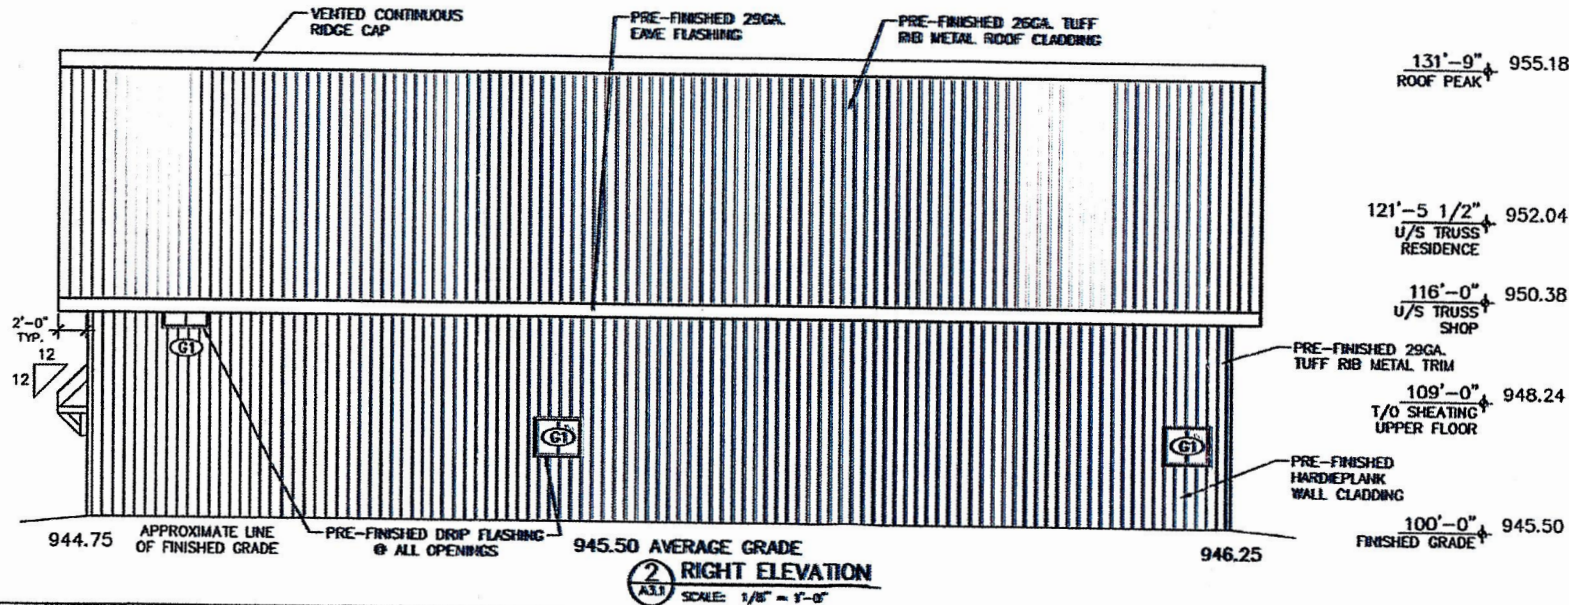 VENTED CONTINUOUS
RIDGE CAP
PRE-FINISHED 29GA.
EAVE FLASHING
PRE-FINISHED 26GA. TUFF
RIB METAL ROOF CLADDING
131'-9" 955.18
ROOF PEAK
121'-5 1/2" 952.04
U/S TRUSS
RESIDENCE
116'-0" 950.38
U/S TRUSS
SHOP
2'-0"
TYP.
12
12
G1
PRE-FINISHED 29GA.
TUFF RIB METAL TRIM
109'-0" 948.24
T/O SHEATING
UPPER FLOOR
G1
G1
PRE-FINISHED
HARDIEPLANK
WALL CLADDING
100'-0" 945.50
FINISHED GRADE
944.75
APPROXIMATE LINE
OF FINISHED GRADE
PRE-FINISHED DRIP FLASHING
@ ALL OPENINGS
945.50 AVERAGE GRADE
946.25
2
A3.1
RIGHT ELEVATION
SCALE: 1/8" = 1'-0"